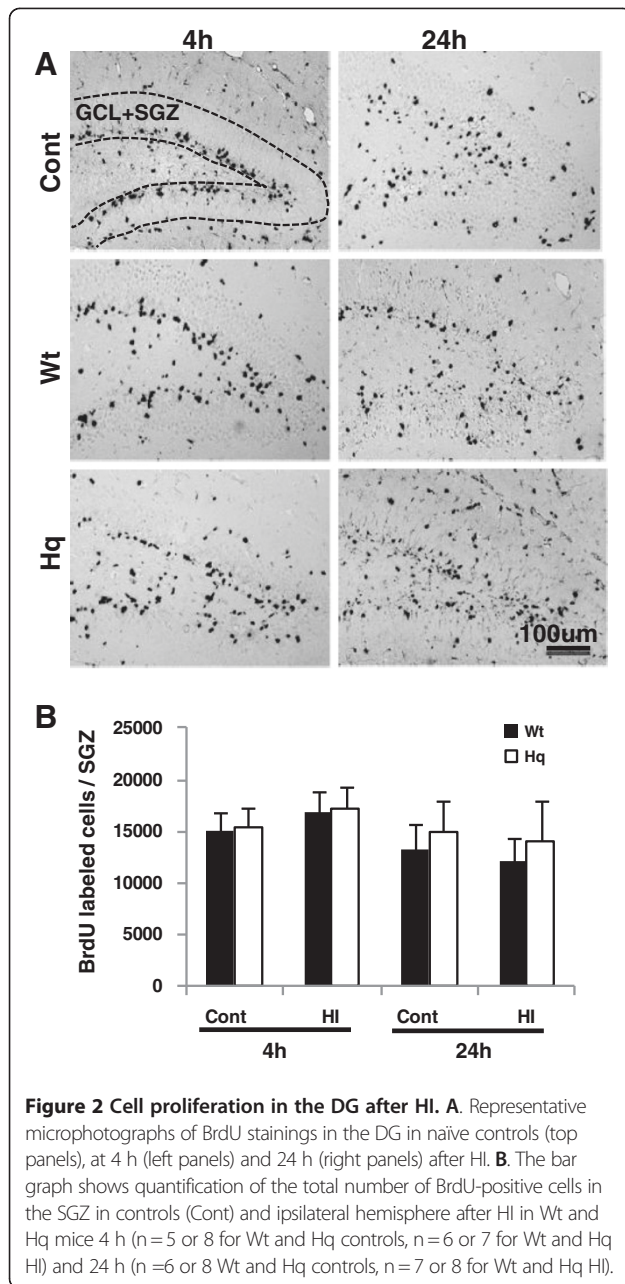 4h 24h
A
GCL+SGZ
Cont
Wt
Hq
100um
B
BrdU labeled cells / SGZ
25000
20000
15000
10000
5000
0
Wt
Hq
Cont HI Cont HI
4h 24h
Figure 2 Cell proliferation in the DG after HI. A. Representative
microphotographs of BrdU stainings in the DG in naïve controls (top
panels), at 4 h (left panels) and 24 h (right panels) after HI. B. The bar
graph shows quantification of the total number of BrdU-positive cells in
the SGZ in controls (Cont) and ipsilateral hemisphere after HI in Wt and
Hq mice 4 h (n = 5 or 8 for Wt and Hq controls, n = 6 or 7 for Wt and Hq
HI) and 24 h (n =6 or 8 Wt and Hq controls, n = 7 or 8 for Wt and Hq HI).